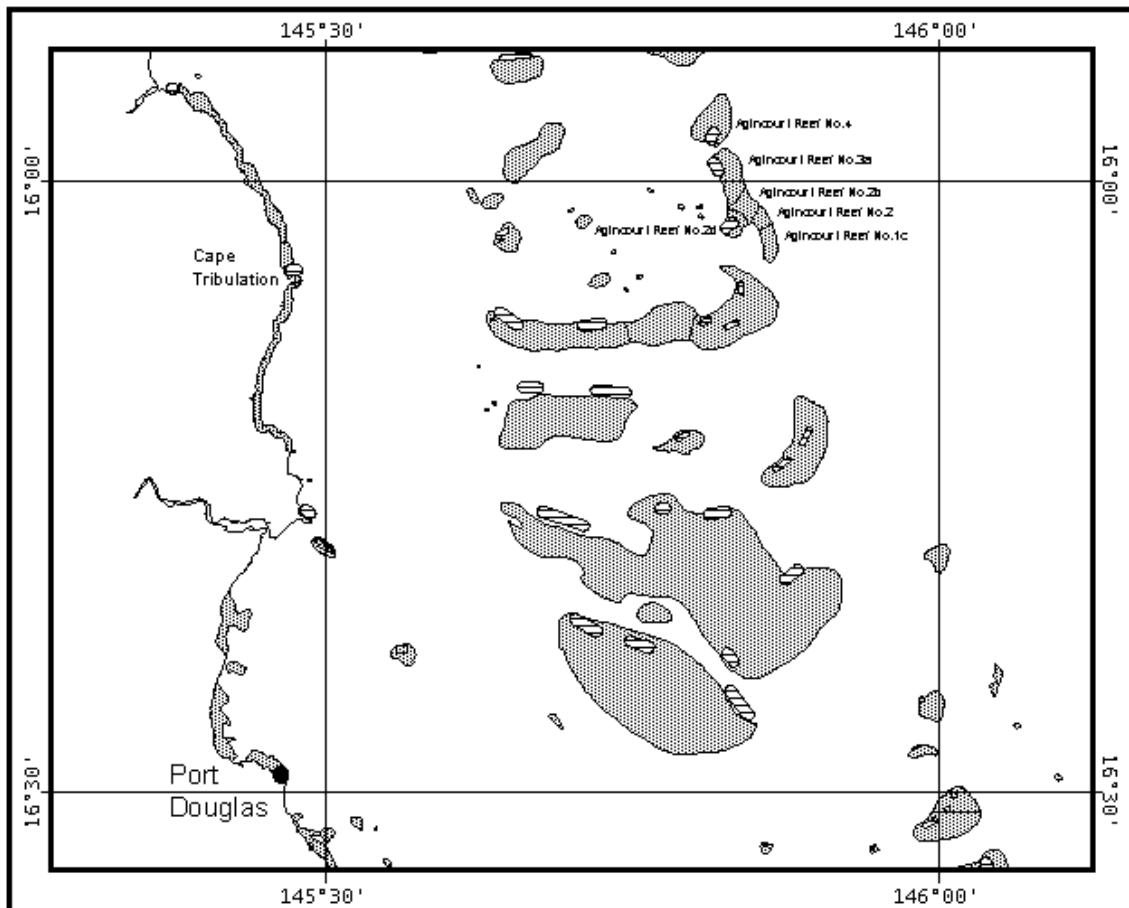 145°30'
146°00'
Agincourt Reef No.4
Agincourt Reef No.3a
16°00'
16°00'
Agincourt Reef No.2b
Agincourt Reef No.2
Agincourt Reef No.2d
Agincourt Reef No.1c
Cape
Tribulation
Port
Douglas
16°30'
16°30'
145°30'
146°00'